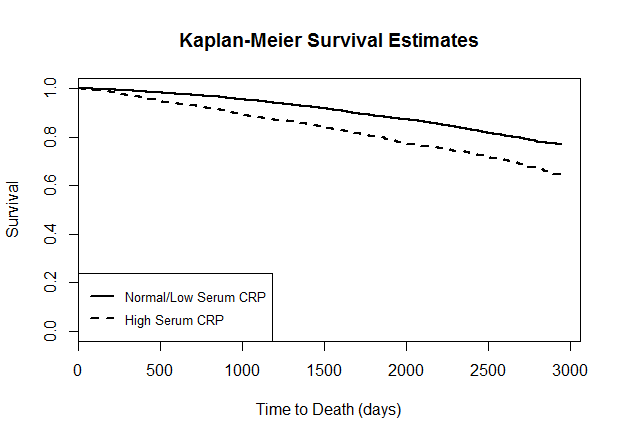 Kaplan-Meier Survival Estimates
Survival
1.0
0.8
0.6
0.4
0.2
0.0
Normal/Low Serum CRP
High Serum CRP
0 500 1000 1500 2000 2500 3000
Time to Death (days)